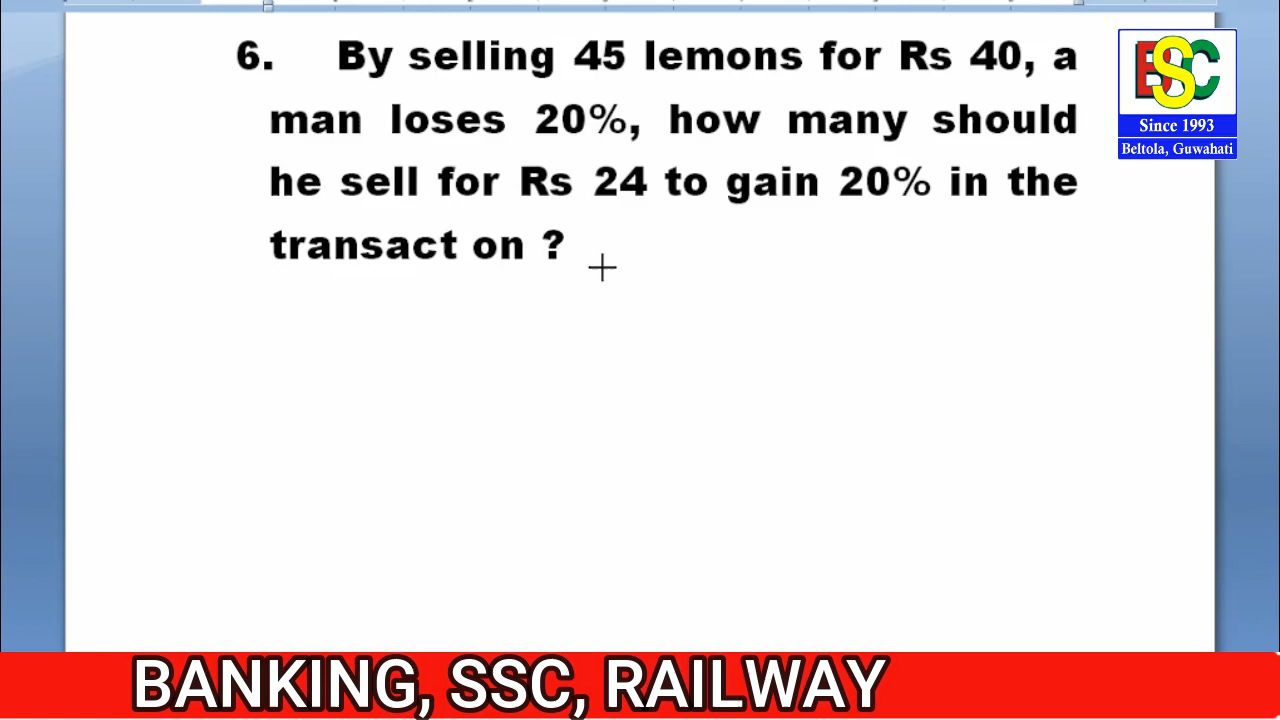 6. By selling 45 lemons for Rs 40, a
man loses 20%, how many should
he sell for Rs 24 to gain 20% in the
transact on ?
BSC
Since 1993
Beltola, Guwahati
BANKING, SSC, RAILWAY